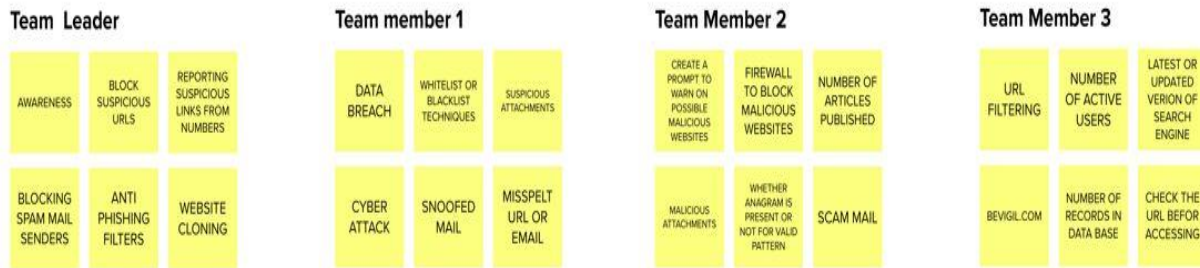 Team Leader
AWARENESS
BLOCK
SUSPICIOUS
URLS
REPORTING
SUSPICIOUS
LINKS FROM
NUMBERS
BLOCKING
SPAM MAIL
SENDERS
ANTI
PHISHING
FILTERS
WEBSITE
CLONING
Team member 1
DATA
BREACH
WHITELIST OR
BLACKLIST
TECHNIQUES
SUSPICIOUS
ATTACHMENTS
CYBER
ATTACK
SNOOFED
MAIL
MISSPELT
URL OR
EMAIL
Team Member 2
CREATE A
PROMPT TO
WARN ON
POSSIBLE
MALICIOUS
WEBSITES
FIREWALL
TO BLOCK
MALICIOUS
WEBSITES
NUMBER OF
ARTICLES
PUBLISHED
MALICIOUS
ATTACHMENTS
WHETHER
ANAGRAM IS
PRESENT OR
NOT FOR VALID
PATTERN
SCAM MAIL
Team Member 3
URL
FILTERING
NUMBER
OF ACTIVE
USERS
LATEST OR
UPDATED
VERION OF
SEARCH
ENGINE
BEVIGIL.COM
NUMBER OF
RECORDS IN
DATA BASE
CHECK THE
URL BEFOR
ACCESSING